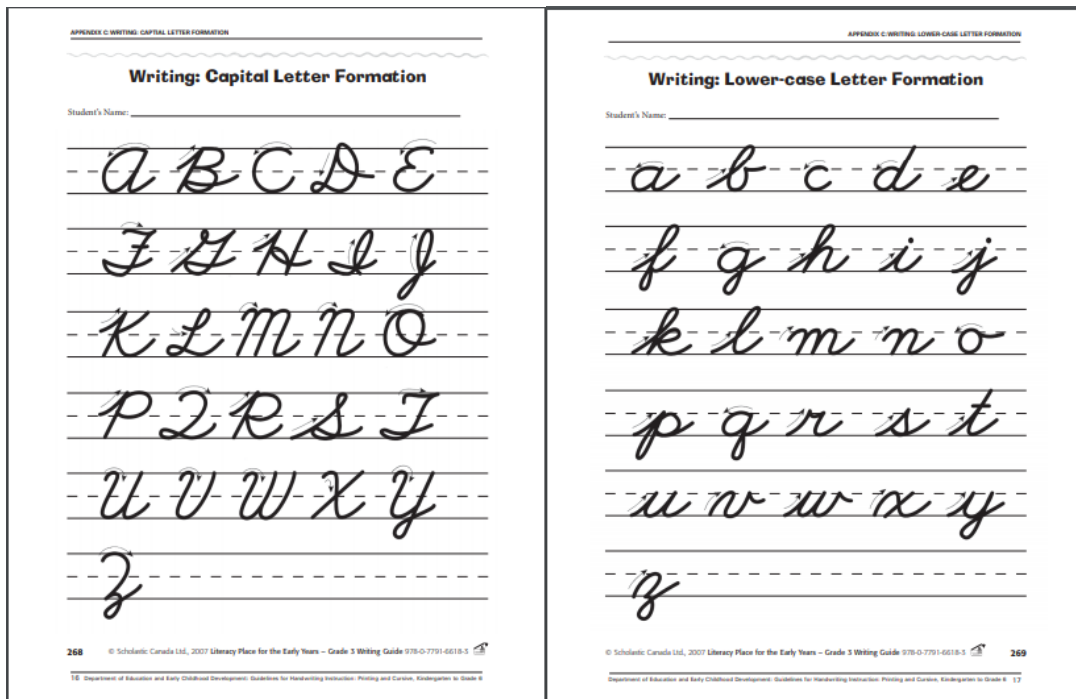 APPENDIX C: WRITING: CAPTIAL LETTER FORMATION
Writing: Capital Letter Formation
Student's Name:
A B C D E
F G H I J
K L M N O
P Q R S T
U V W X Y
Z
268 © Scholastic Canada Ltd., 2007 Literacy Place for the Early Years – Grade 3 Writing Guide 978-0-7791-6618-3
16 Department of Education and Early Childhood Development: Guidelines for Handwriting Instruction: Printing and Cursive, Kindergarten to Grade 6
APPENDIX C: WRITING: LOWER-CASE LETTER FORMATION
Writing: Lower-case Letter Formation
Student's Name:
a b c d e
f g h i j
k l m n o
p q r s t
u v w x y
z
© Scholastic Canada Ltd., 2007 Literacy Place for the Early Years – Grade 3 Writing Guide 978-0-7791-6618-3 269
Department of Education and Early Childhood Development: Guidelines for Handwriting Instruction: Printing and Cursive, Kindergarten to Grade 6 17